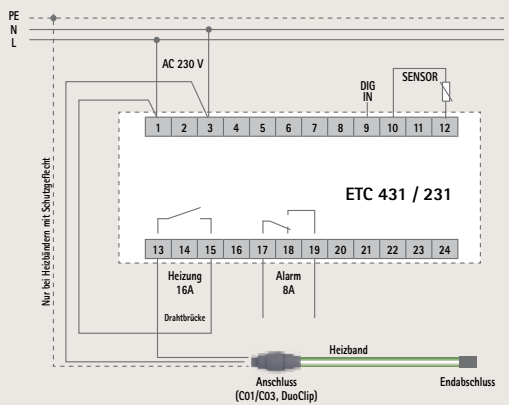 PE
N
L
AC 230 V
DIG
IN
SENSOR
1 2 3 4 5 6 7 8 9 10 11 12
ETC 431 / 231
Nur bei Heizbändern mit Schutzgeflecht
13 14 15 16 17 18 19 20 21 22 23 24
Heizung
16A
Alarm
8A
Drahtbrücke
Heizband
Anschluss
(C01/C03, DuoClip)
Endabschluss